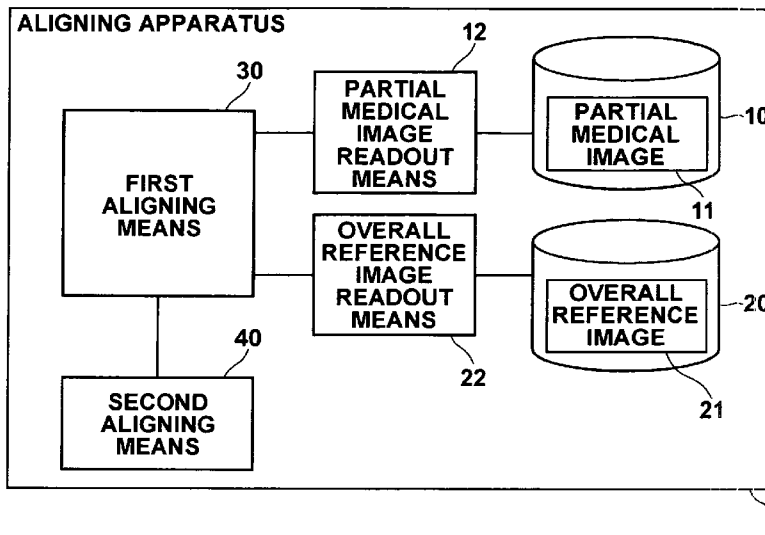 ALIGNING APPARATUS
12
30
PARTIAL
MEDICAL
IMAGE
READOUT
MEANS
PARTIAL
MEDICAL
IMAGE
10
11
FIRST
ALIGNING
MEANS
OVERALL
REFERENCE
IMAGE
READOUT
MEANS
22
OVERALL
REFERENCE
IMAGE
20
21
40
SECOND
ALIGNING
MEANS